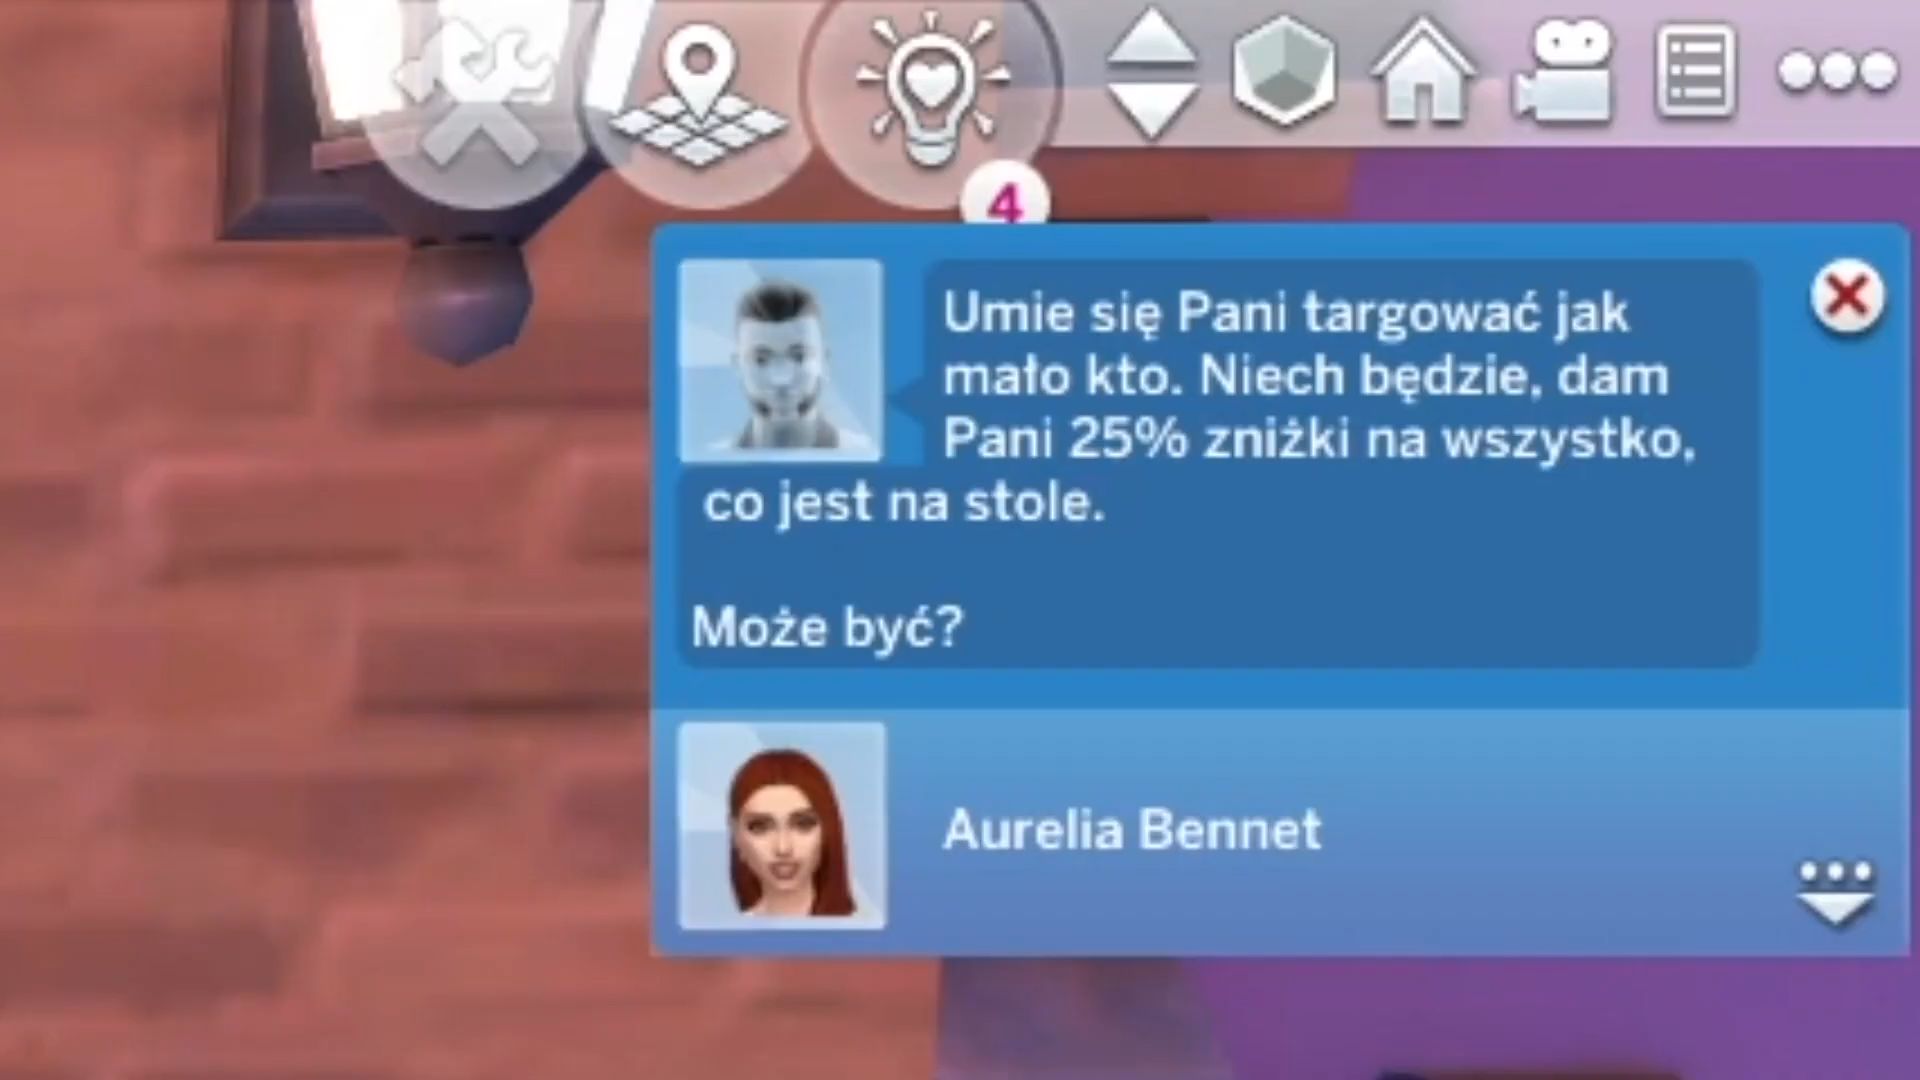 4
Umie się Pani targować jak
mało kto. Niech będzie, dam
Pani 25% zniżki na wszystko,
co jest na stole.
Może być?
Aurelia Bennet